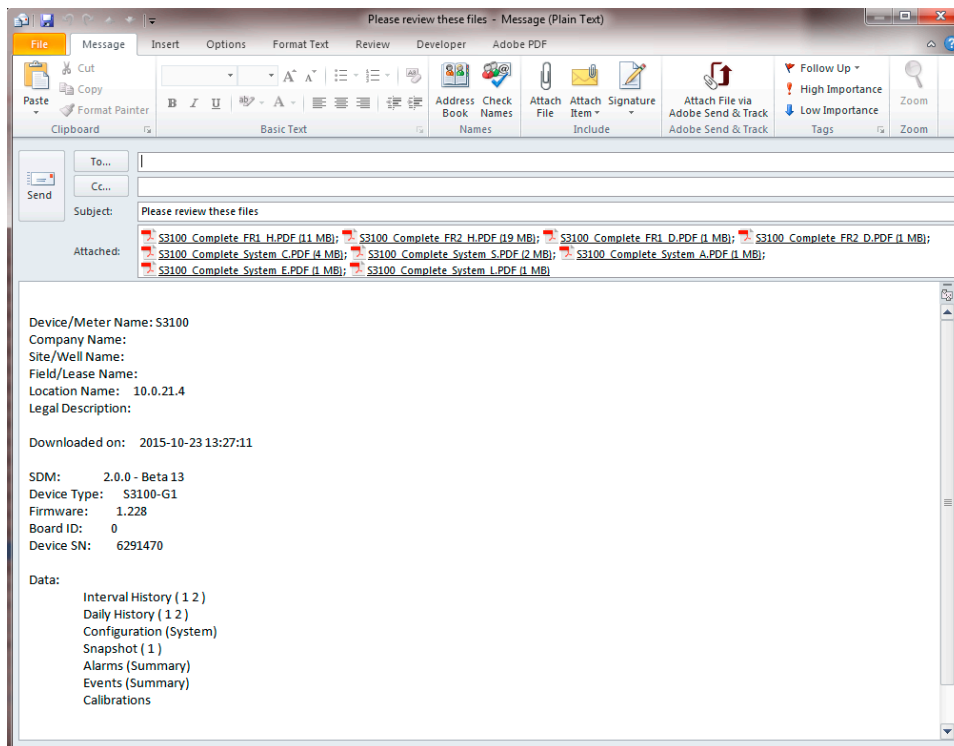 Please review these files - Message (Plain Text)
File Message Insert Options Format Text Review Developer Adobe PDF
Paste
Cut
Copy
Format Painter
Clipboard
B I U
Basic Text
Address Book
Check Names
Names
Attach File
Attach Item
Signature
Include
Attach File via
Adobe Send & Track
Adobe Send & Track
Follow Up
High Importance
Low Importance
Tags
Zoom
Zoom
Send
To...
Cc...
Subject: Please review these files
Attached: S3100_Complete_FR1_H.PDF (11 MB); S3100_Complete_FR2_H.PDF (19 MB); S3100_Complete_FR1_D.PDF (1 MB); S3100_Complete_FR2_D.PDF (1 MB);
S3100_Complete_System_C.PDF (4 MB); S3100_Complete_System_S.PDF (2 MB); S3100_Complete_System_A.PDF (1 MB);
S3100_Complete_System_E.PDF (1 MB); S3100_Complete_System_L.PDF (1 MB)
Device/Meter Name: S3100
Company Name:
Site/Well Name:
Field/Lease Name:
Location Name: 10.0.21.4
Legal Description:
Downloaded on: 2015-10-23 13:27:11
SDM: 2.0.0 - Beta 13
Device Type: S3100-G1
Firmware: 1.228
Board ID: 0
Device SN: 6291470
Data:
Interval History ( 1 2 )
Daily History ( 1 2 )
Configuration (System)
Snapshot ( 1 )
Alarms (Summary)
Events (Summary)
Calibrations